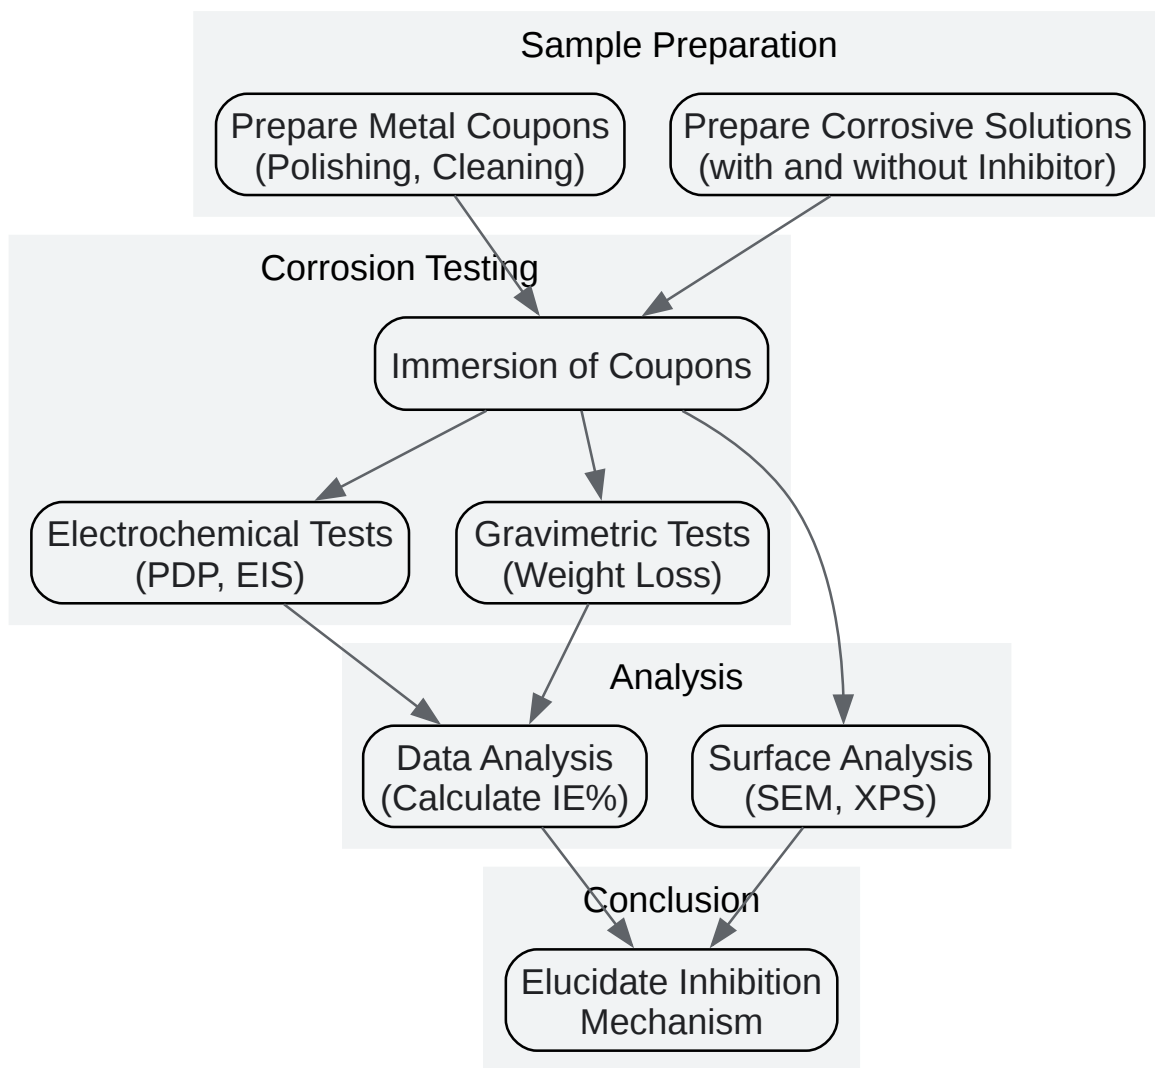 Sample Preparation
Prepare Metal Coupons
(Polishing, Cleaning)
Prepare Corrosive Solutions
(with and without Inhibitor)
Corrosion Testing
Immersion of Coupons
Electrochemical Tests
(PDP, EIS)
Gravimetric Tests
(Weight Loss)
Analysis
Data Analysis
(Calculate IE%)
Surface Analysis
(SEM, XPS)
Conclusion
Elucidate Inhibition
Mechanism